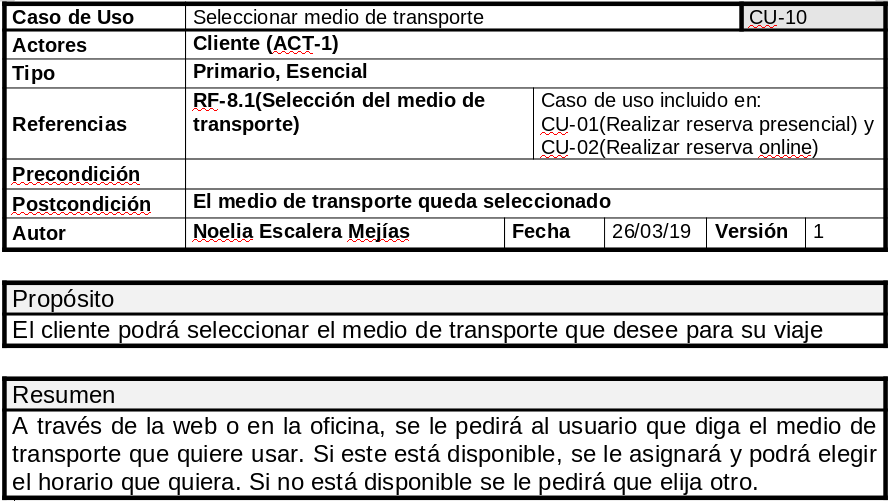 Caso de Uso Seleccionar medio de transporte CU-10
Actores Cliente (ACT-1)
Tipo Primario, Esencial
Referencias
RF-8.1(Selección del medio de
transporte)
Caso de uso incluido en:
CU-01(Realizar reserva presencial) y
CU-02(Realizar reserva online)
Precondición
Postcondición El medio de transporte queda seleccionado
Autor Noelia Escalera Mejías Fecha 26/03/19 Versión 1
Propósito
El cliente podrá seleccionar el medio de transporte que desee para su viaje
Resumen
A través de la web o en la oficina, se le pedirá al usuario que diga el medio de
transporte que quiere usar. Si este está disponible, se le asignará y podrá elegir
el horario que quiera. Si no está disponible se le pedirá que elija otro.